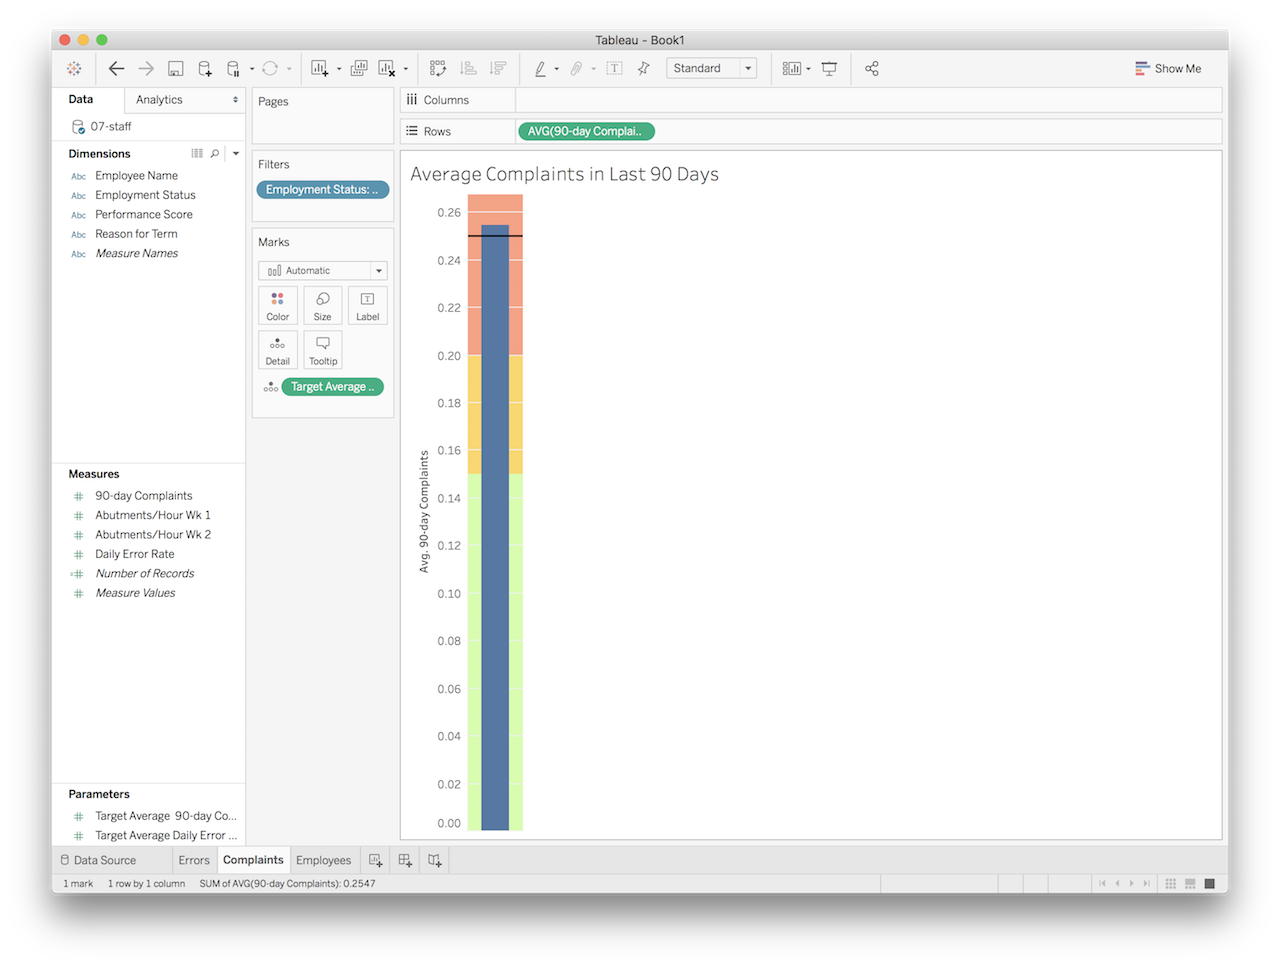 Tableau - Book1
Standard
Show Me
Data
Analytics
07-staff
Dimensions
Abc Employee Name
Abc Employment Status
Abc Performance Score
Abc Reason for Term
Abc Measure Names
Measures
90-day Complaints
Abutments/Hour Wk 1
Abutments/Hour Wk 2
Daily Error Rate
Number of Records
Measure Values
Parameters
Target Average 90-day Co...
Target Average Daily Error ...
Pages
Filters
Employment Status: ..
Marks
Automatic
Color
Size
Label
Detail
Tooltip
Target Average ..
Columns
Rows
AVG(90-day Complai..
Average Complaints in Last 90 Days
0.26
0.24
0.22
0.20
0.18
0.16
0.14
0.12
0.10
0.08
0.06
0.04
0.02
0.00
Avg. 90-day Complaints
Data Source
Errors
Complaints
Employees
1 mark
1 row by 1 column
SUM of AVG(90-day Complaints): 0.2547